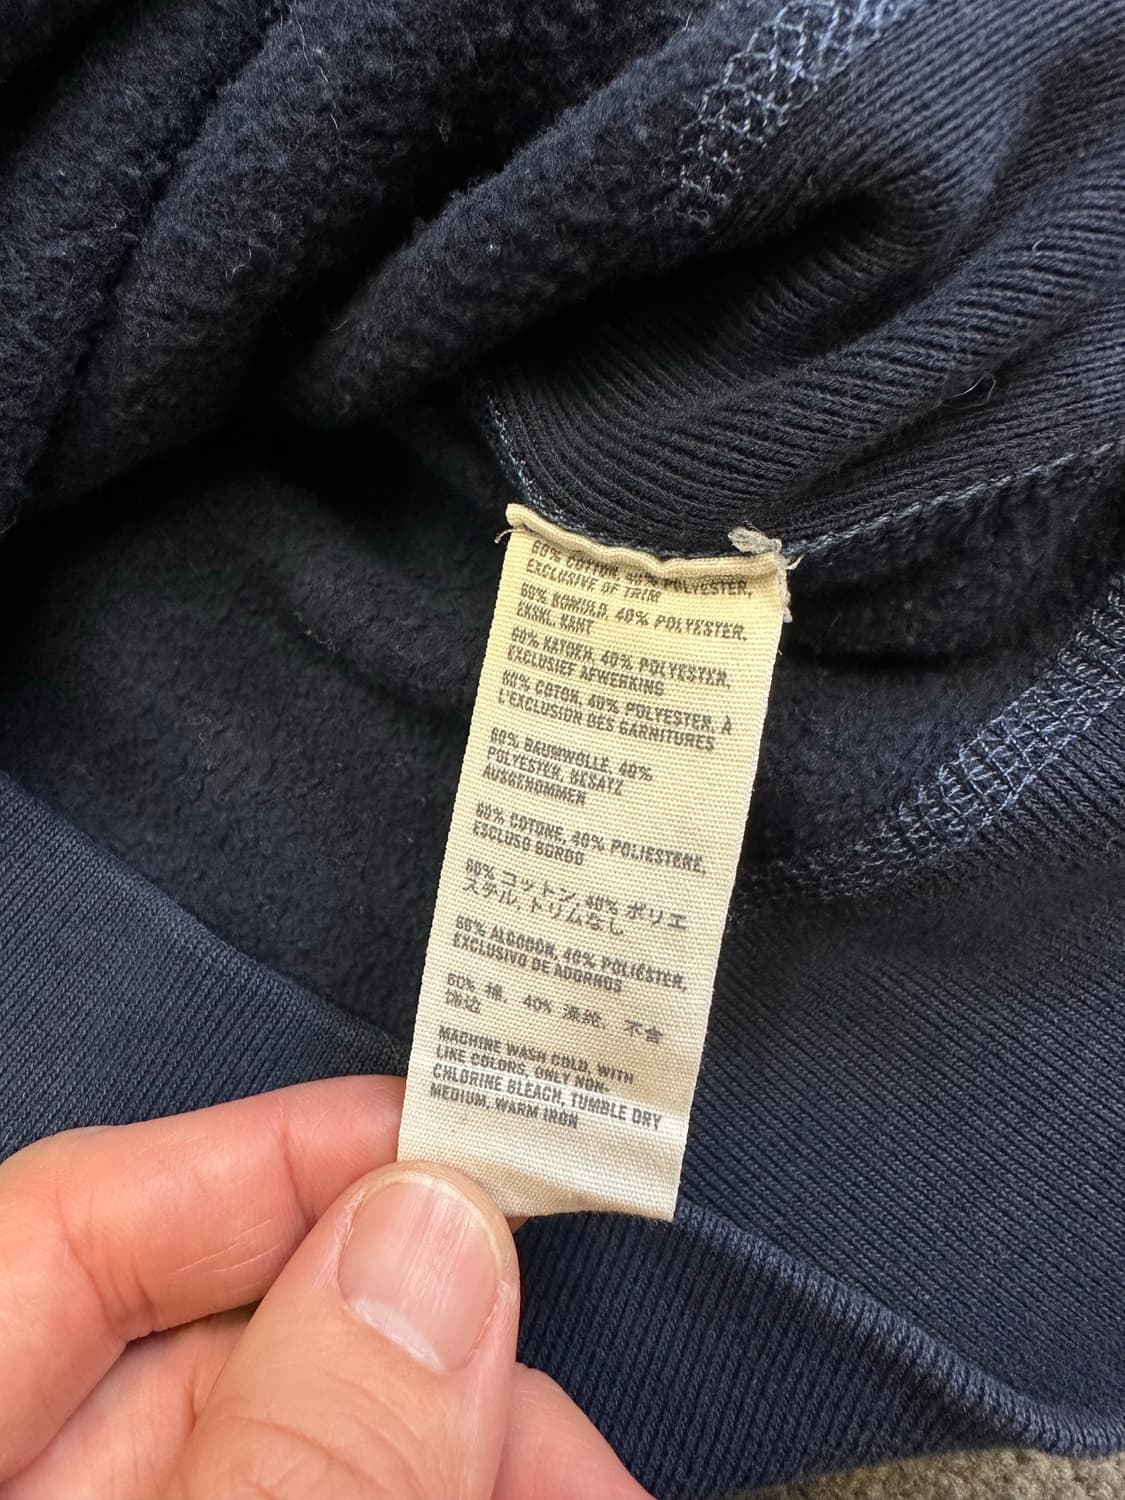 60% COTTON, 40% POLYESTER,
EXCLUSIVE OF TRIM
60% BOMULD, 40% POLYESTER,
EKSKL. KANT
60% KATOEN, 40% POLYESTER,
EXCLUSIEF AFWERKING
60% COTON, 40% POLYESTER, À
L'EXCLUSION DES GARNITURES
60% BAUMWOLLE, 40%
POLYESTER, BESATZ
AUSGENOMMEN
60% COTONE, 40% POLIESTERE,
ESCLUSO BORDO
60% コットン, 40% ポリエ
ステル, トリムなし
60% ALGODÓN, 40% POLIÉSTER,
EXCLUSIVO DE ADORNOS
60% 棉, 40% 涤纶, 不含
饰边
MACHINE WASH COLD, WITH
LIKE COLORS, ONLY NON-
CHLORINE BLEACH, TUMBLE DRY
MEDIUM, WARM IRON